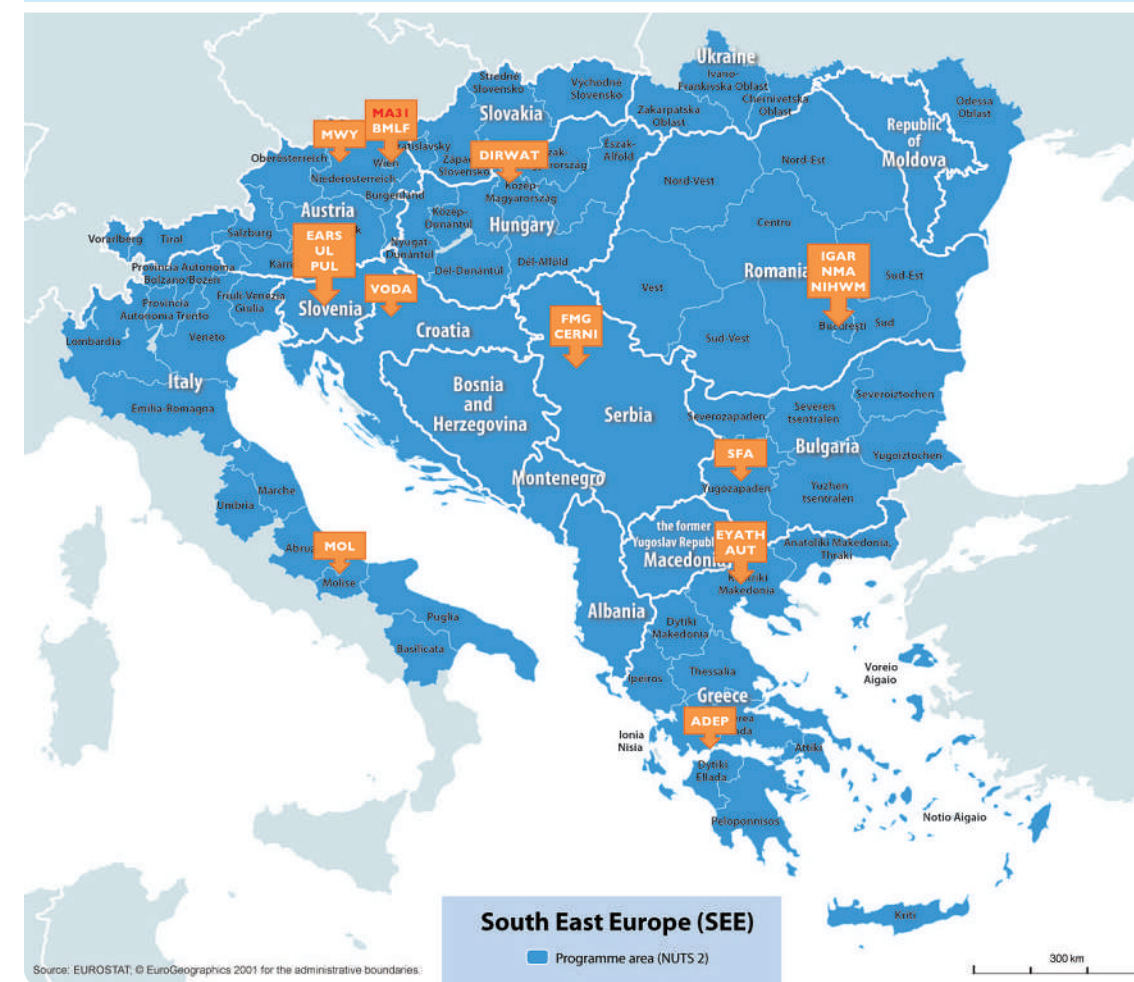 Ukraine
Ivano-
Frankivska Oblast
Chernivetska
Oblast
Zakarpatska
Oblast
Odessa
Oblast
Stredné
Slovensko
Vychodné
Slovensko
Slovakia
Republic
of
Moldova
MA31
BMLF
MWY
DIRWAT
Oberösterreich
Wien
Niederösterreich
Burgenland
Slovensko
Észak-
Alföld
Közép-
Magyarország
Nord-Est
Nord-Vest
Centro
Austria
Közép-
Dunántúl
Hungary
Nyugat-
Dunántúl
Dél-Dunántúl
Dél-Alföld
Vorarlberg
Tirol
Salzburg
EARS
UL
PUL
Provincia Autonoma
Bolzano/Bozen
Provincia
Autonomia Trento
Friuli-Venezia
Giulia
Lombardia
Veneto
Slovenia
VODA
Croatia
Romania
IGAR
NMA
NIHWM
Sud-Est
Vest
Bucuresti
Sud
Sud-Vest
FMG
CERNI
Italy
Emilia-Romagna
Bosnia
and
Herzegovina
Serbia
Severozapaden
Severen
tsentralen
Severoiztochen
Bulgaria
SFA
Yugoiztochen
Yugozapaden
Yuzhen
tsentralen
Marche
Umbria
Montenegro
MOL
Molise
the former
Yugoslav
Macedonia
EYATH
AUT
Anatoliki Makedonia,
Thraki
Makedonia
Puglia
Basilicata
Albania
Dytiki
Makedonia
Ipeiros
Thessalia
Greece
Voreio
Aigaio
ADEP
Ionia
Nisia
Attiki
Dytiki
Ellada
Peloponnisos
Notio Aigaio
Kriti
South East Europe (SEE)
Programme area (NUTS 2)
Source: EUROSTAT, © EuroGeographics 2001 for the administrative boundaries.
300 km